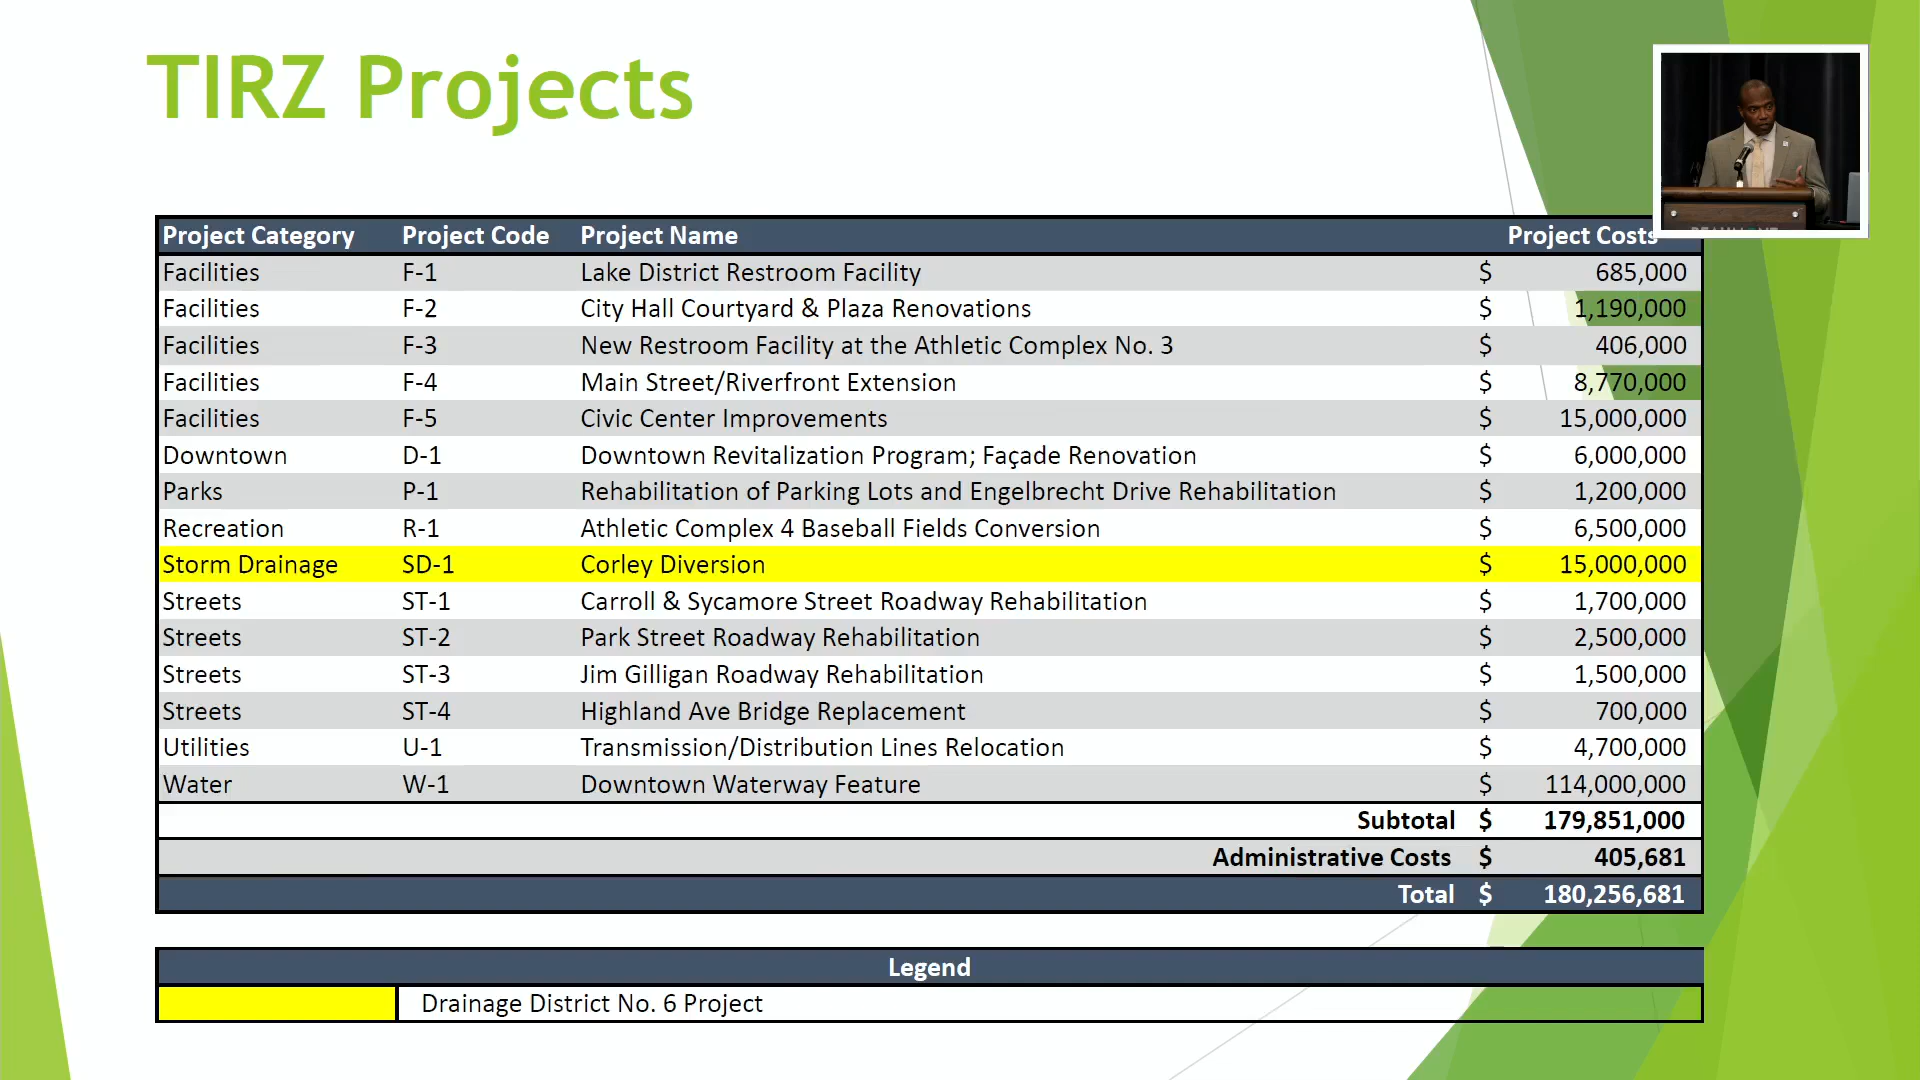 TIRZ Projects
Project Category Project Code Project Name Project Costs
Facilities F-1 Lake District Restroom Facility $ 685,000
Facilities F-2 City Hall Courtyard & Plaza Renovations $ 1,190,000
Facilities F-3 New Restroom Facility at the Athletic Complex No. 3 $ 406,000
Facilities F-4 Main Street/Riverfront Extension $ 8,770,000
Facilities F-5 Civic Center Improvements $ 15,000,000
Downtown D-1 Downtown Revitalization Program; Façade Renovation $ 6,000,000
Parks P-1 Rehabilitation of Parking Lots and Engelbrecht Drive Rehabilitation $ 1,200,000
Recreation R-1 Athletic Complex 4 Baseball Fields Conversion $ 6,500,000
Storm Drainage SD-1 Corley Diversion $ 15,000,000
Streets ST-1 Carroll & Sycamore Street Roadway Rehabilitation $ 1,700,000
Streets ST-2 Park Street Roadway Rehabilitation $ 2,500,000
Streets ST-3 Jim Gilligan Roadway Rehabilitation $ 1,500,000
Streets ST-4 Highland Ave Bridge Replacement $ 700,000
Utilities U-1 Transmission/Distribution Lines Relocation $ 4,700,000
Water W-1 Downtown Waterway Feature $ 114,000,000
Subtotal $ 179,851,000
Administrative Costs $ 405,681
Total $ 180,256,681
Legend
Drainage District No. 6 Project